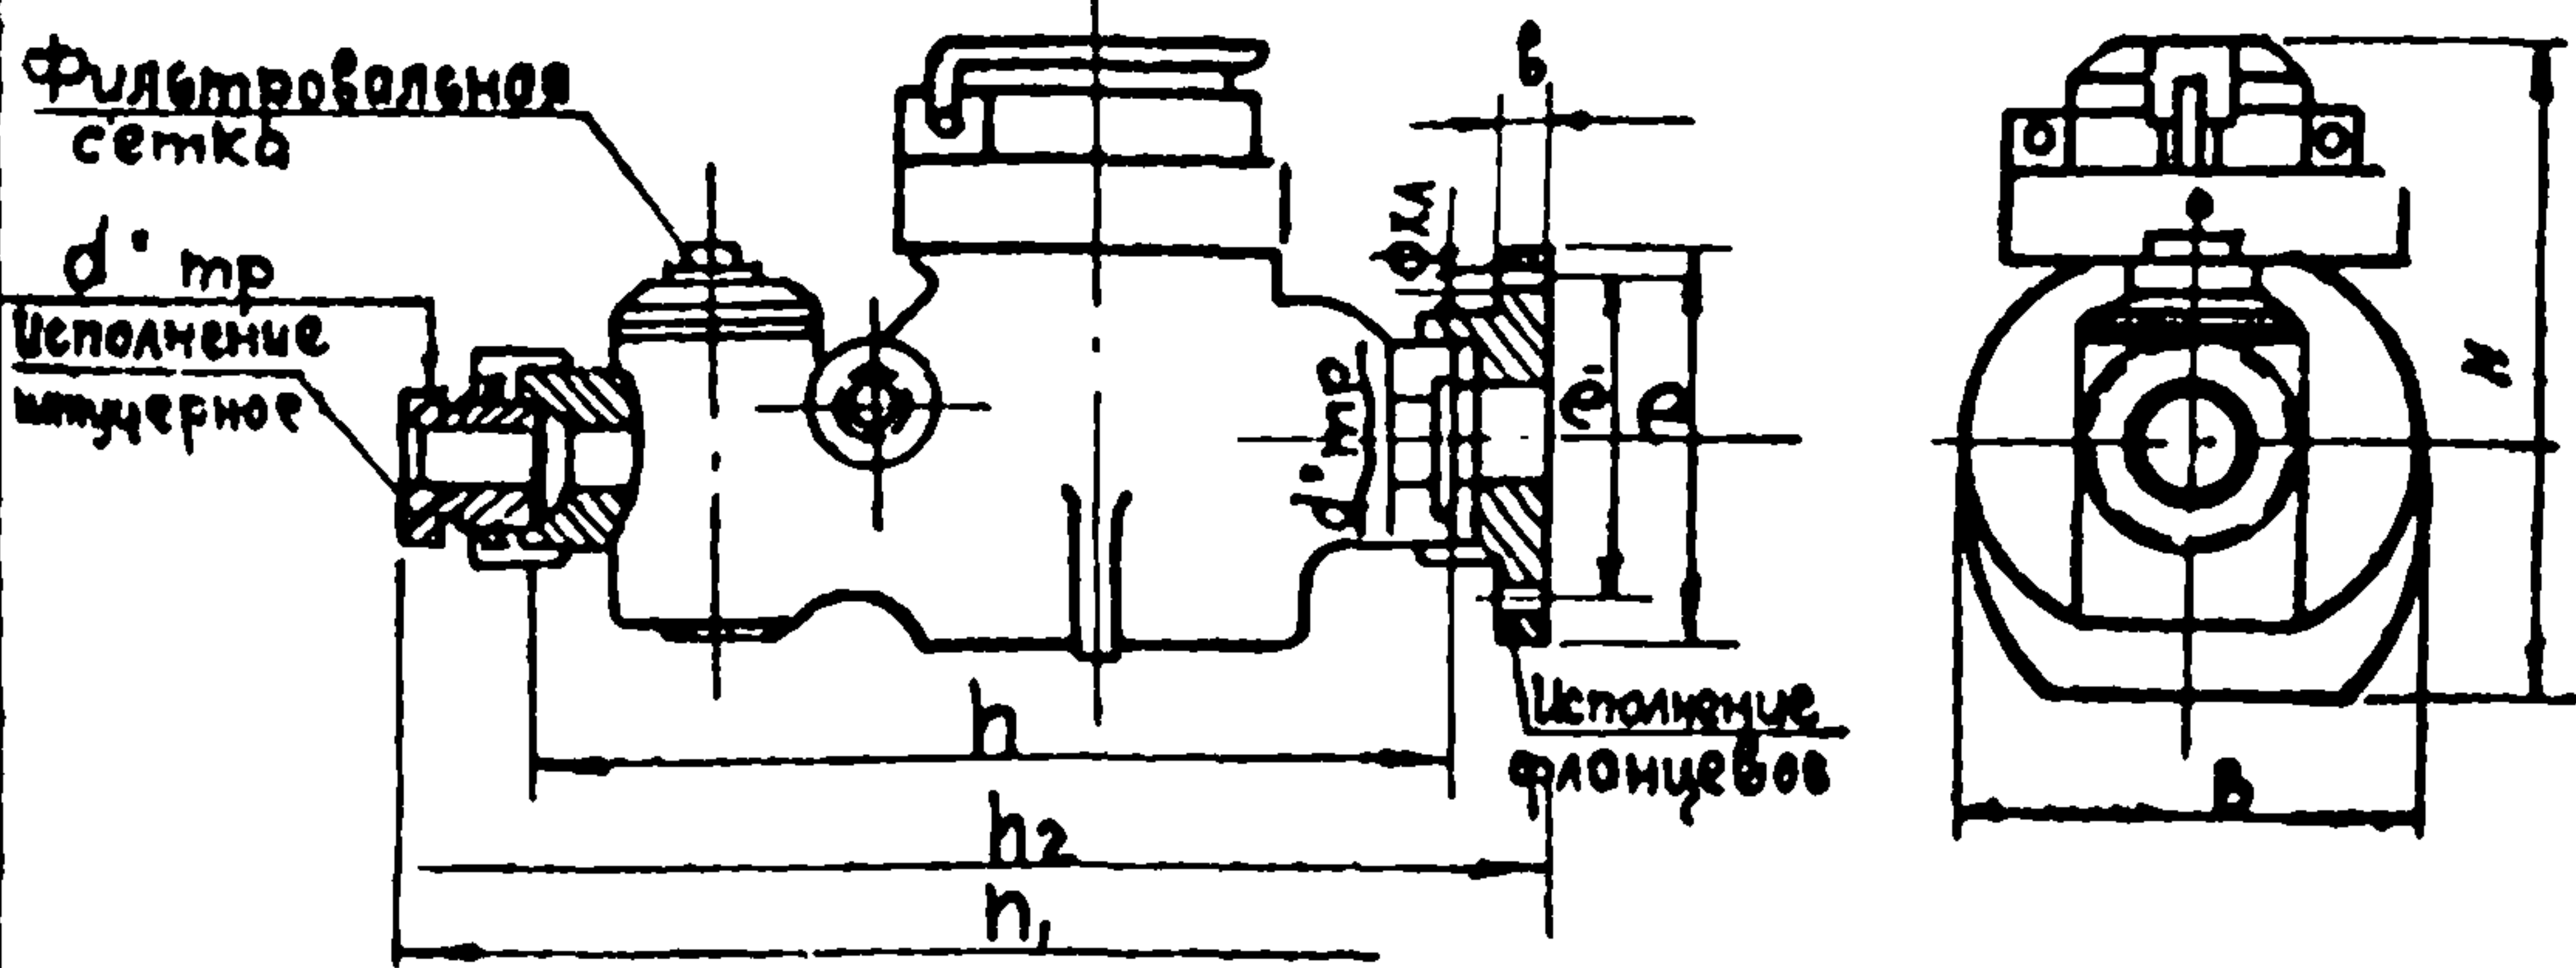 Фильтровальная
сетка
d" тр
Исполнение
штуцерное
в
d" тр
e
H
Исполнение
фланцевое
h
h2
h1
B